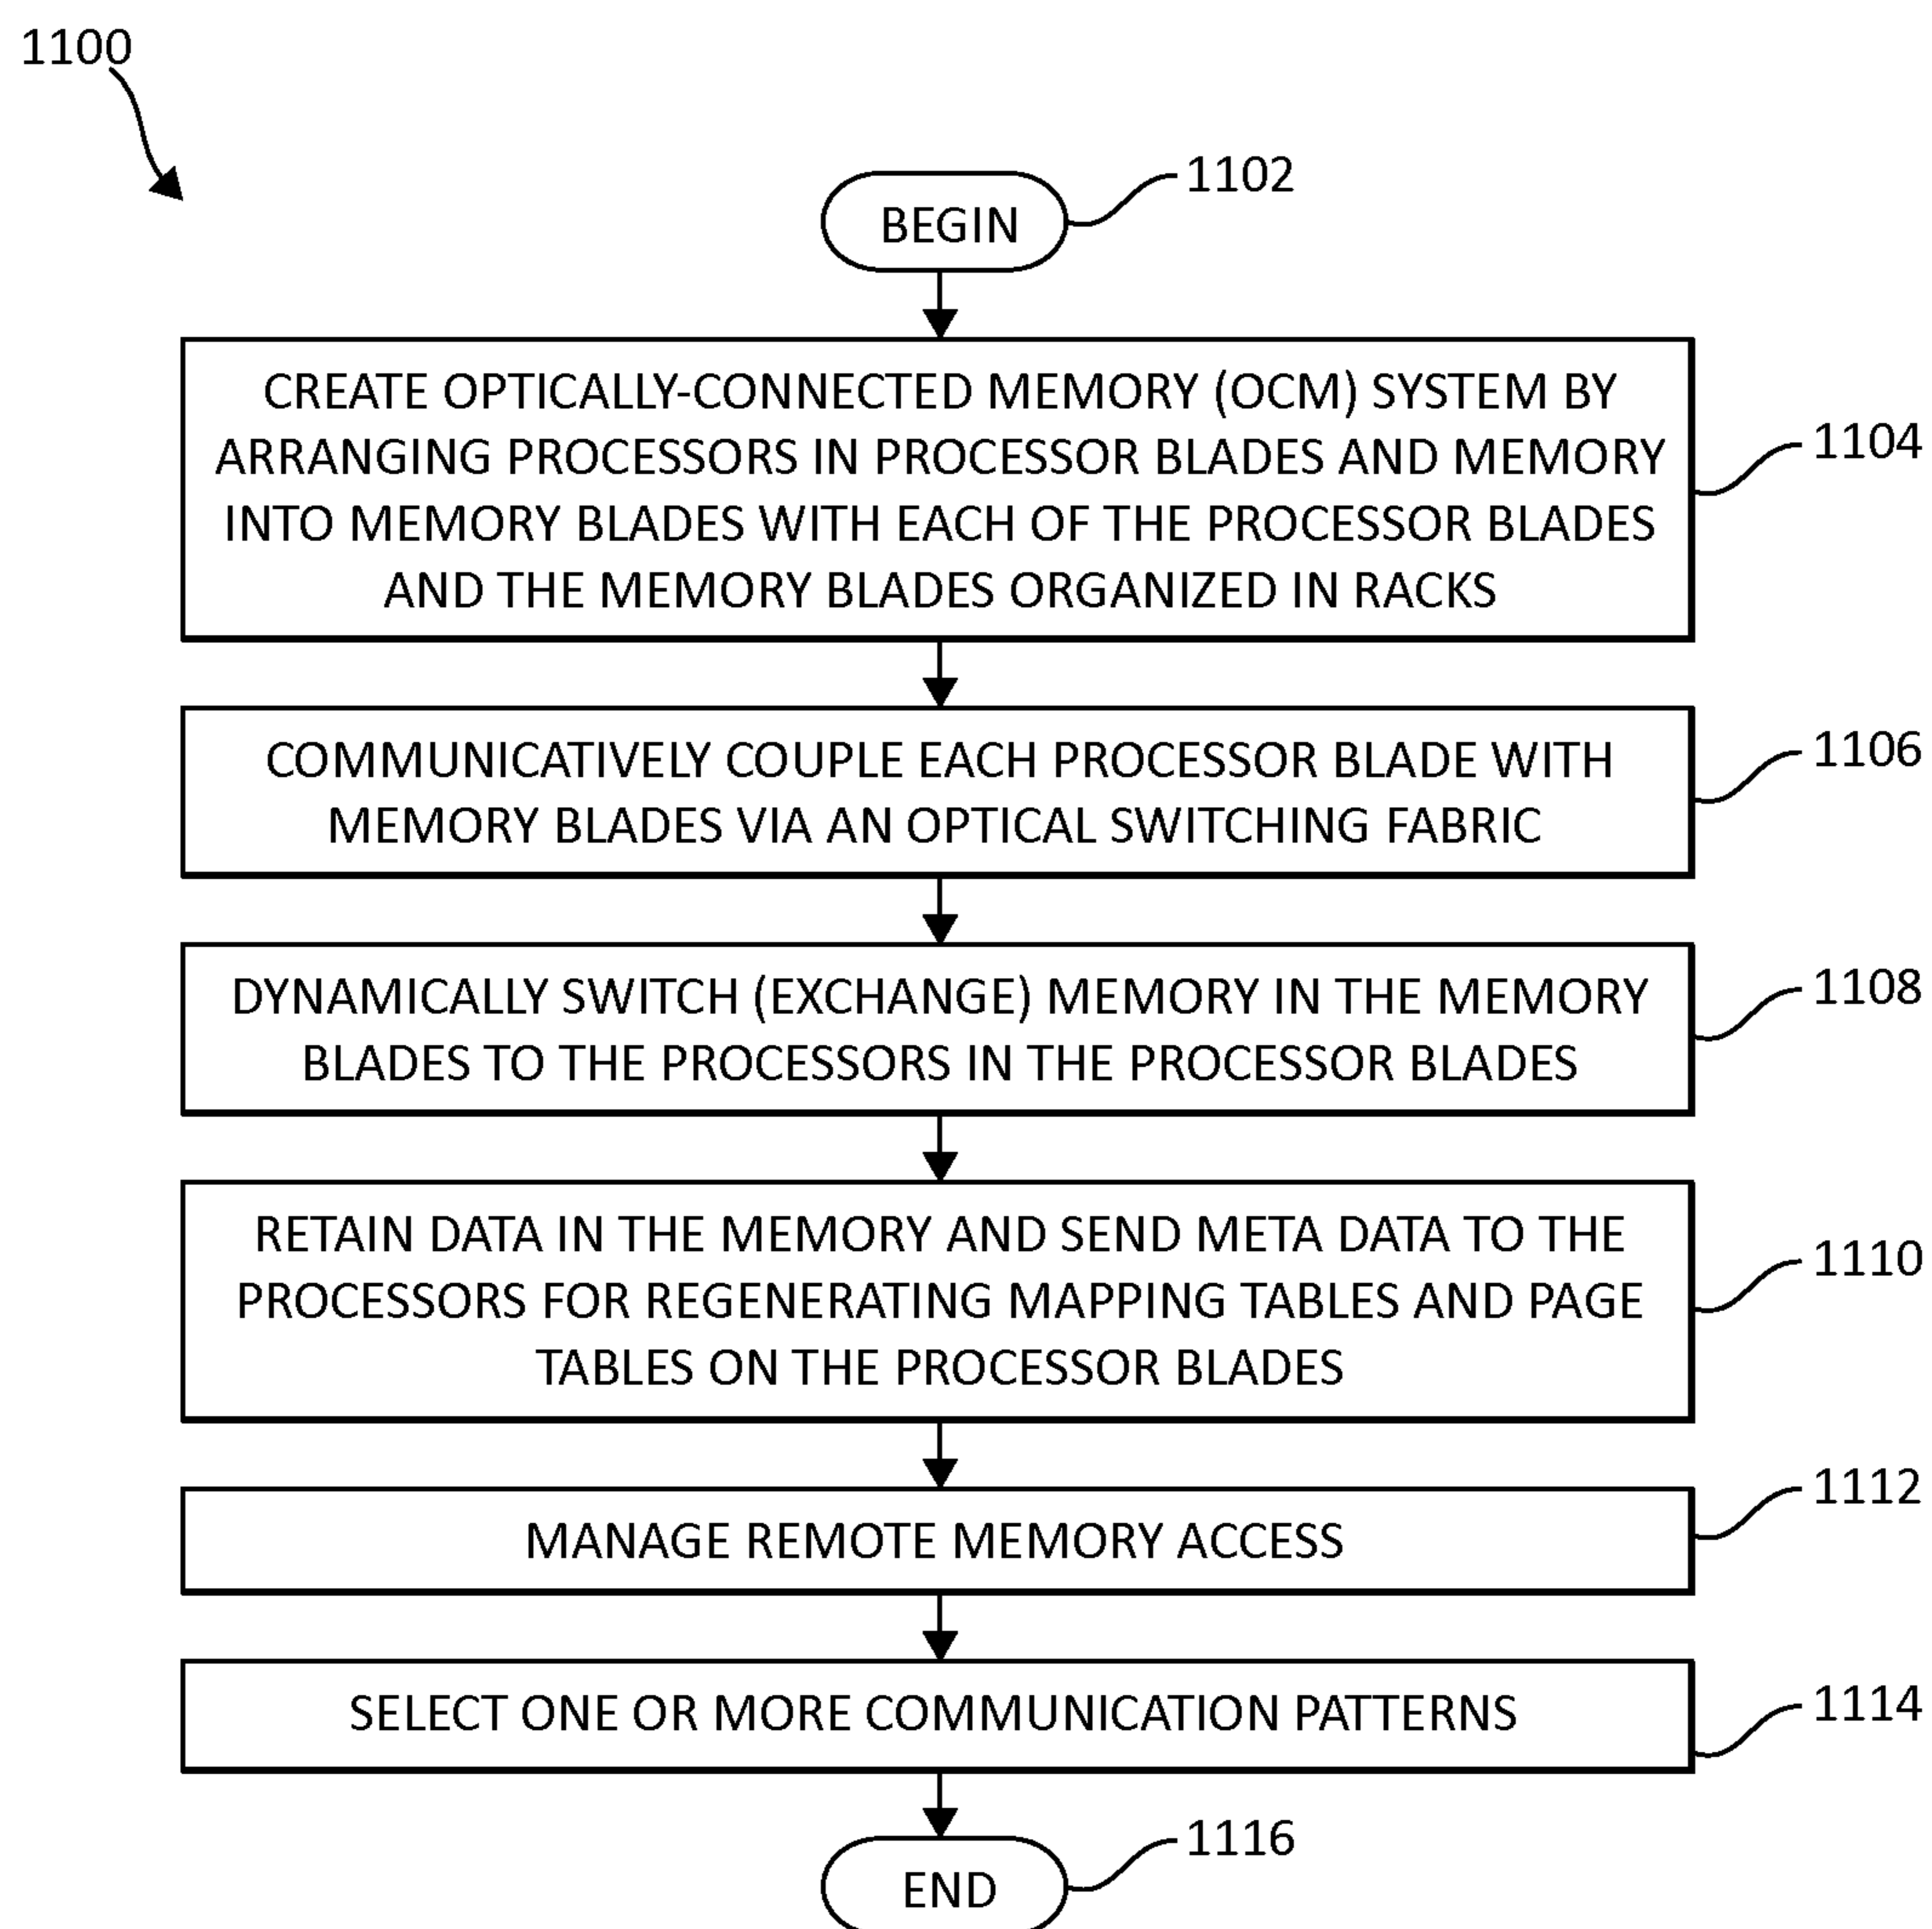 1100
1102
BEGIN
CREATE OPTICALLY-CONNECTED MEMORY (OCM) SYSTEM BY
ARRANGING PROCESSORS IN PROCESSOR BLADES AND MEMORY
INTO MEMORY BLADES WITH EACH OF THE PROCESSOR BLADES
AND THE MEMORY BLADES ORGANIZED IN RACKS
1104
COMMUNICATIVELY COUPLE EACH PROCESSOR BLADE WITH
MEMORY BLADES VIA AN OPTICAL SWITCHING FABRIC
1106
DYNAMICALLY SWITCH (EXCHANGE) MEMORY IN THE MEMORY
BLADES TO THE PROCESSORS IN THE PROCESSOR BLADES
1108
RETAIN DATA IN THE MEMORY AND SEND META DATA TO THE
PROCESSORS FOR REGENERATING MAPPING TABLES AND PAGE
TABLES ON THE PROCESSOR BLADES
1110
MANAGE REMOTE MEMORY ACCESS
1112
SELECT ONE OR MORE COMMUNICATION PATTERNS
1114
1116
END